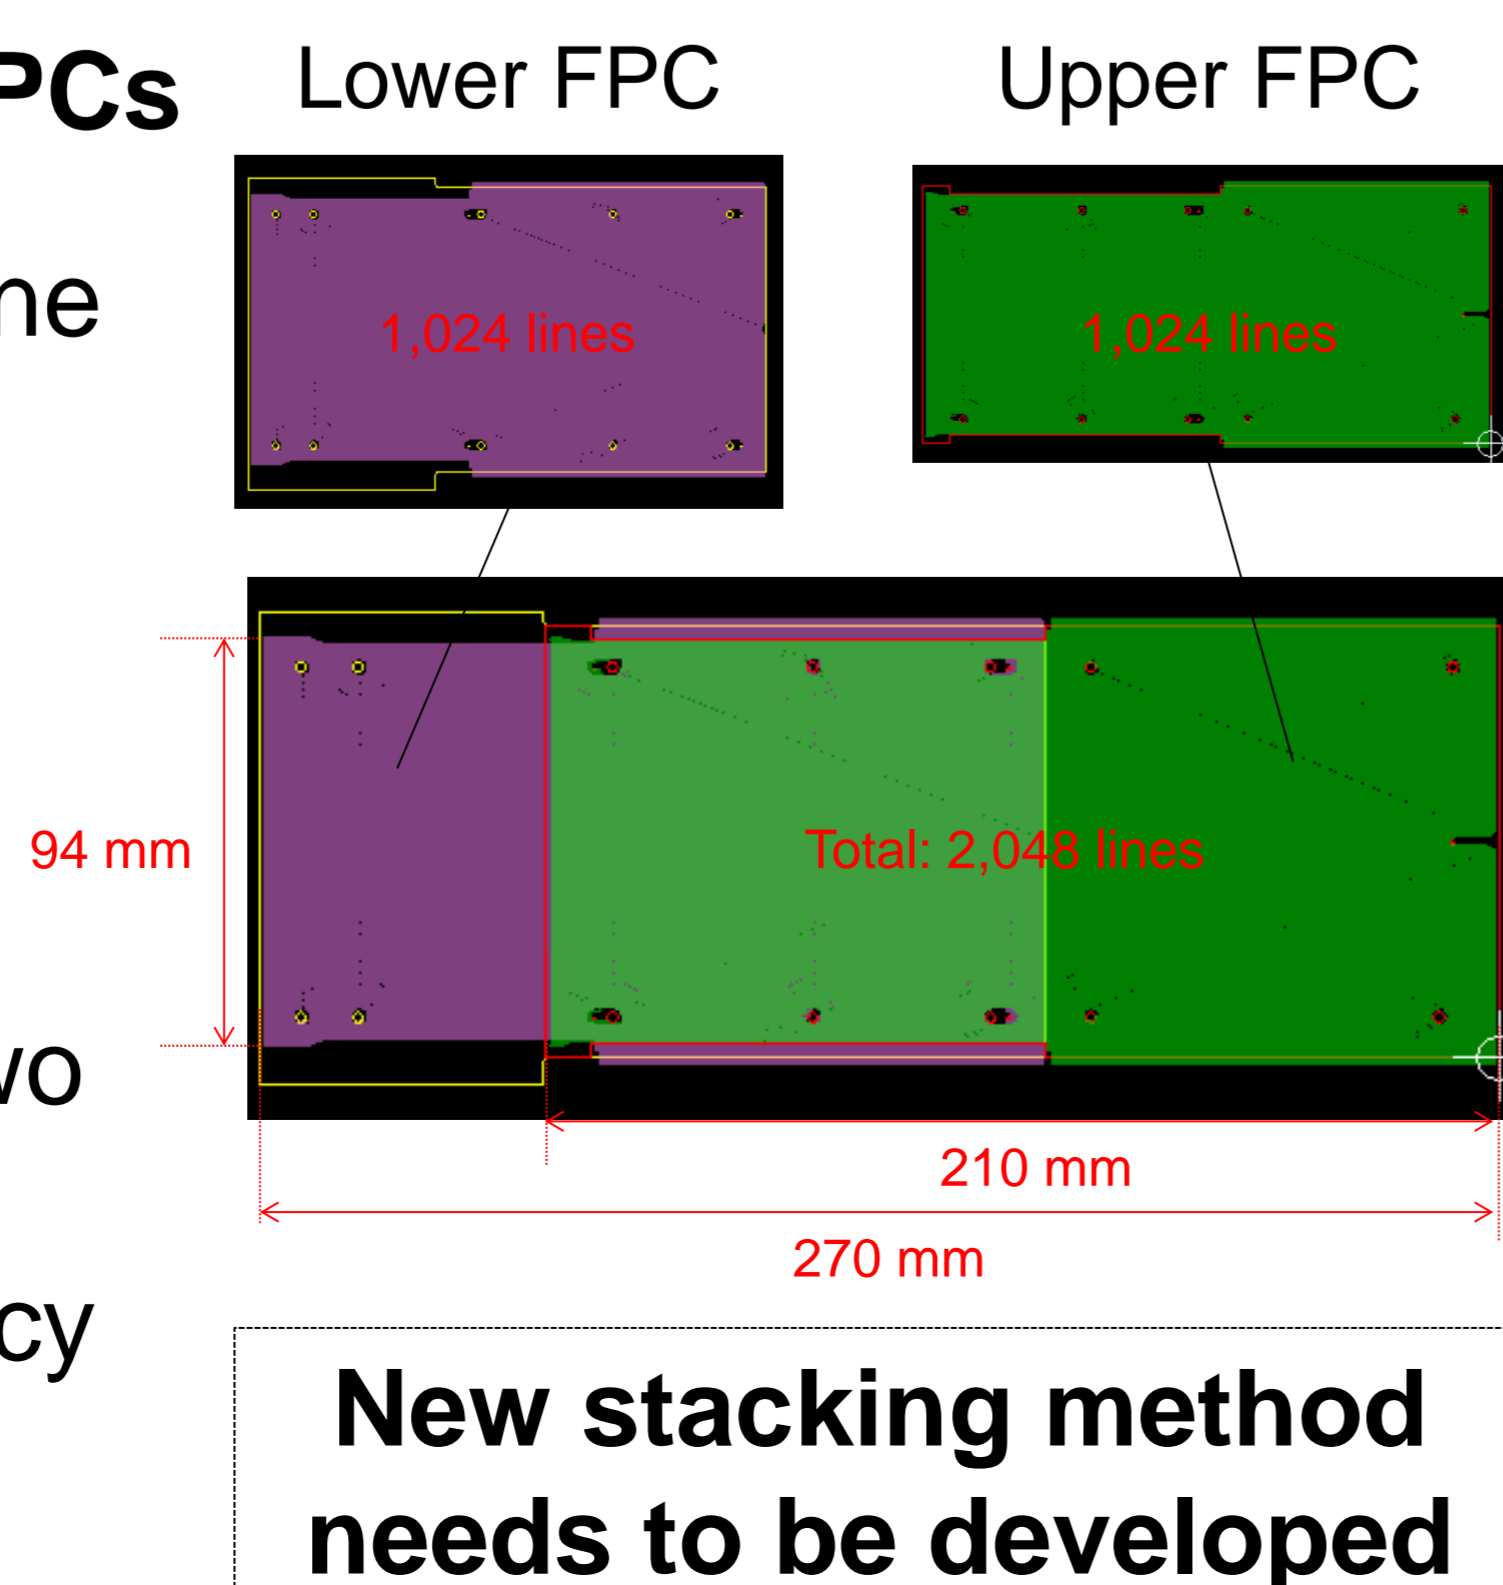 PCs
Lower FPC
Upper FPC
ne
1,024 lines
1,024 lines
94 mm
Total: 2,048 lines
wo
210 mm
270 mm
cy
New stacking method
needs to be developed